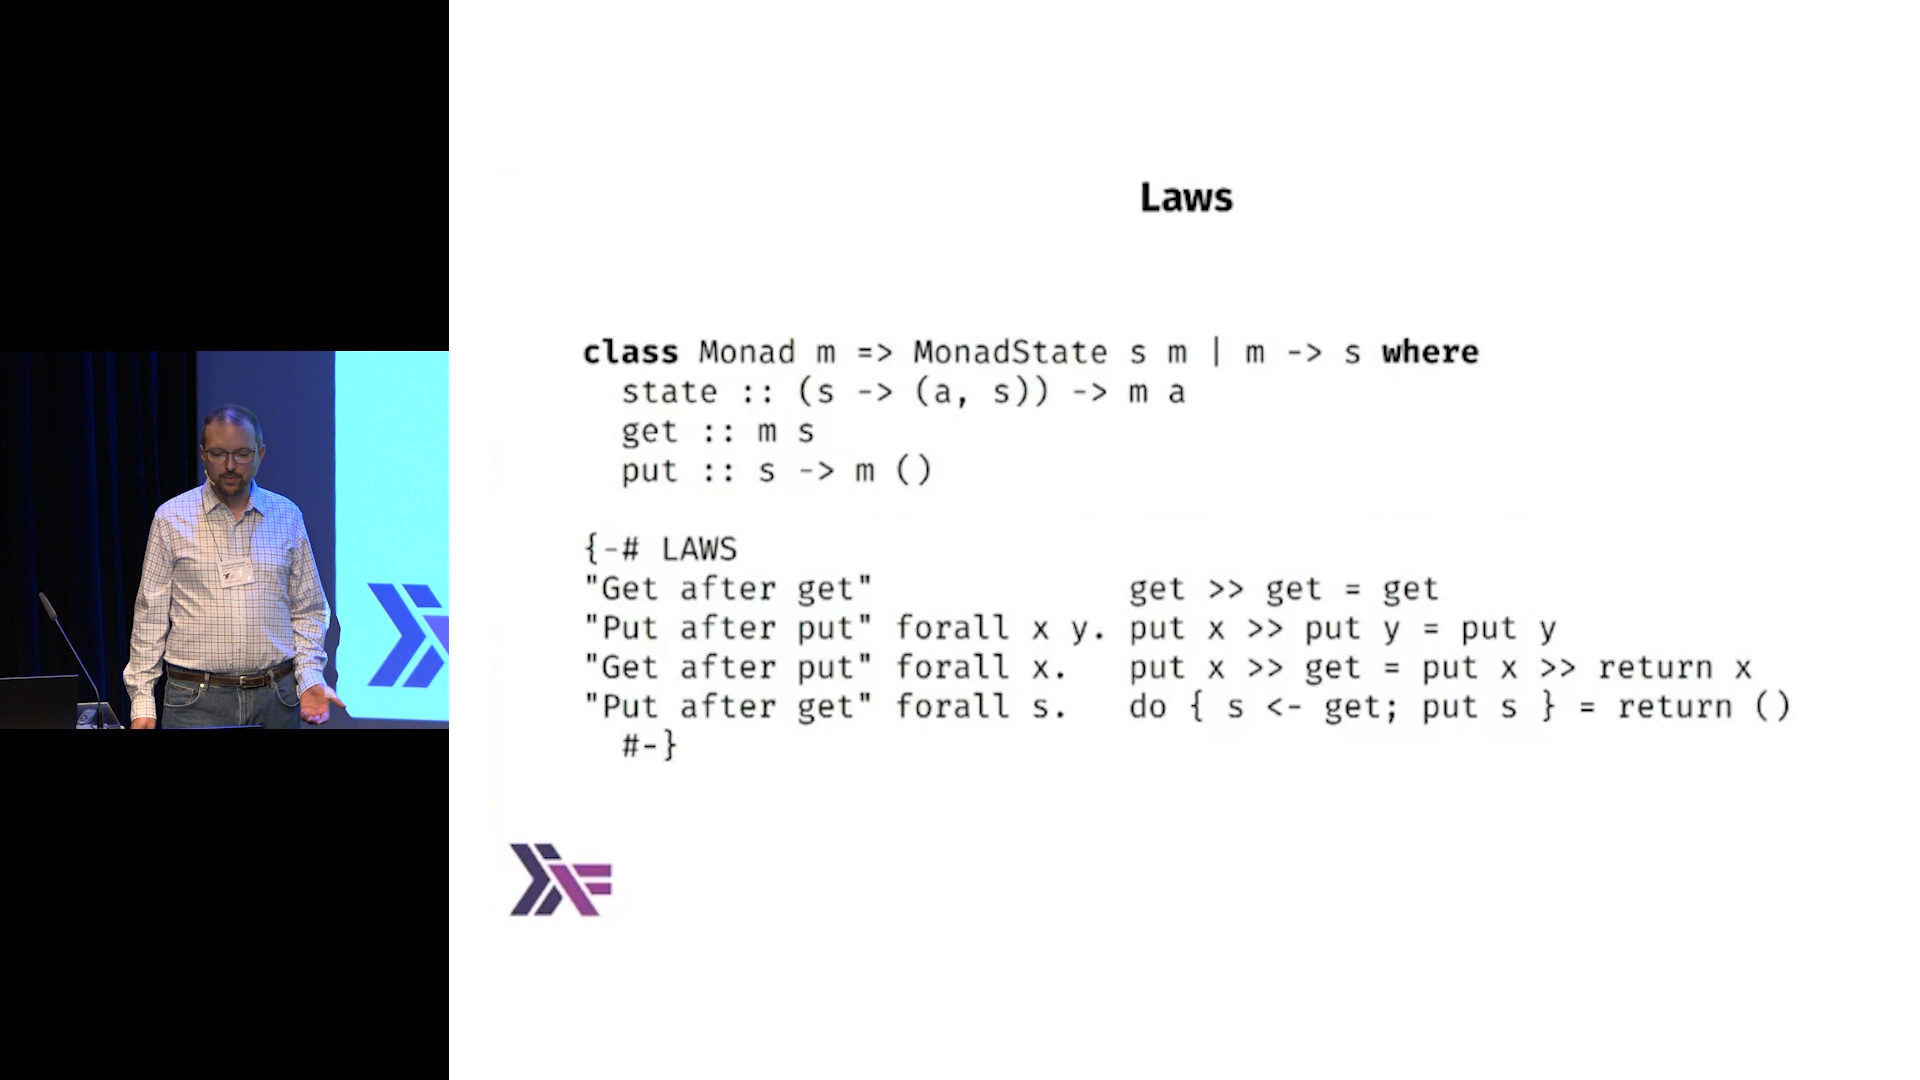 Laws
class Monad m => MonadState s m | m -> s where
state :: (s -> (a, s)) -> m a
get :: m s
put :: s -> m ()
{-# LAWS
"Get after get" get >> get = get
"Put after put" forall x y. put x >> put y = put y
"Get after put" forall x. put x >> get = put x >> return x
"Put after get" forall s. do { s <- get; put s } = return ()
#-}